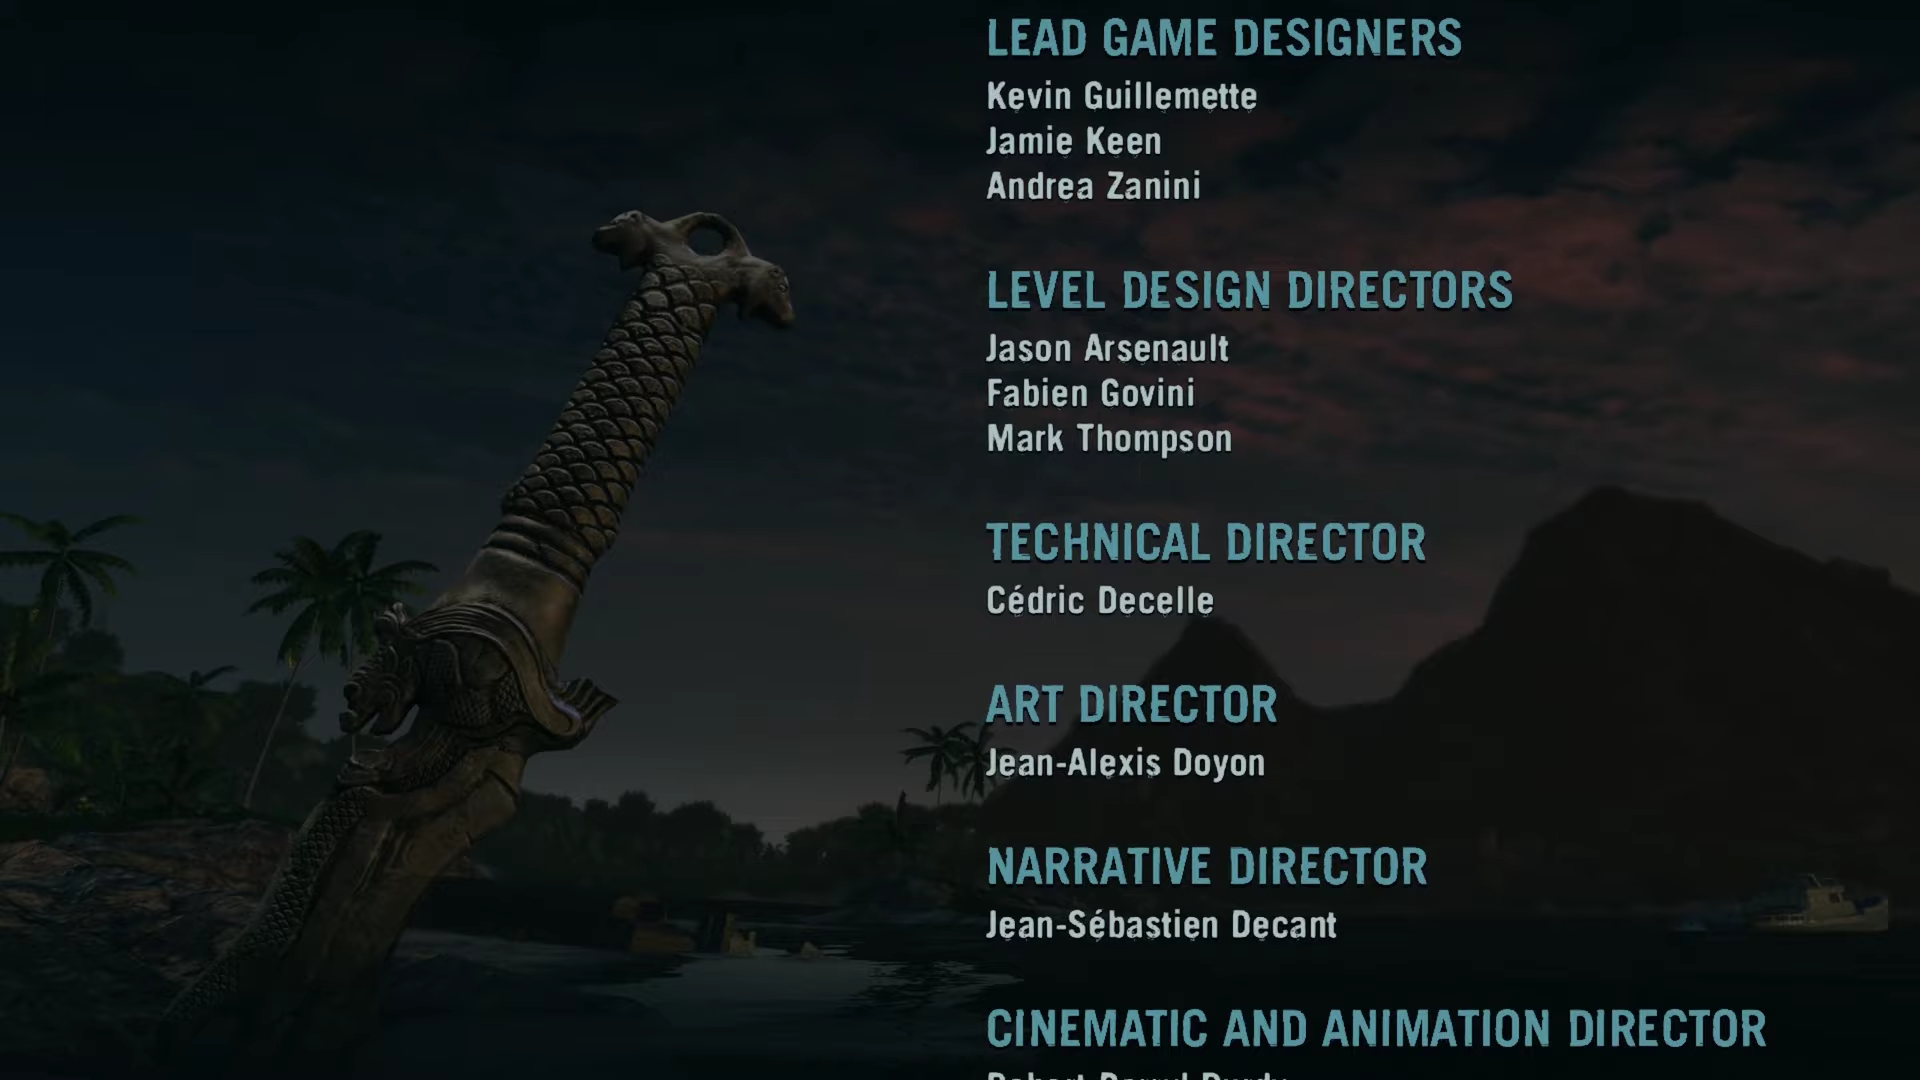 LEAD GAME DESIGNERS
Kevin Guillemette
Jamie Keen
Andrea Zanini
LEVEL DESIGN DIRECTORS
Jason Arsenault
Fabien Govini
Mark Thompson
TECHNICAL DIRECTOR
Cédric Decelle
ART DIRECTOR
Jean-Alexis Doyon
NARRATIVE DIRECTOR
Jean-Sébastien Decant
CINEMATIC AND ANIMATION DIRECTOR